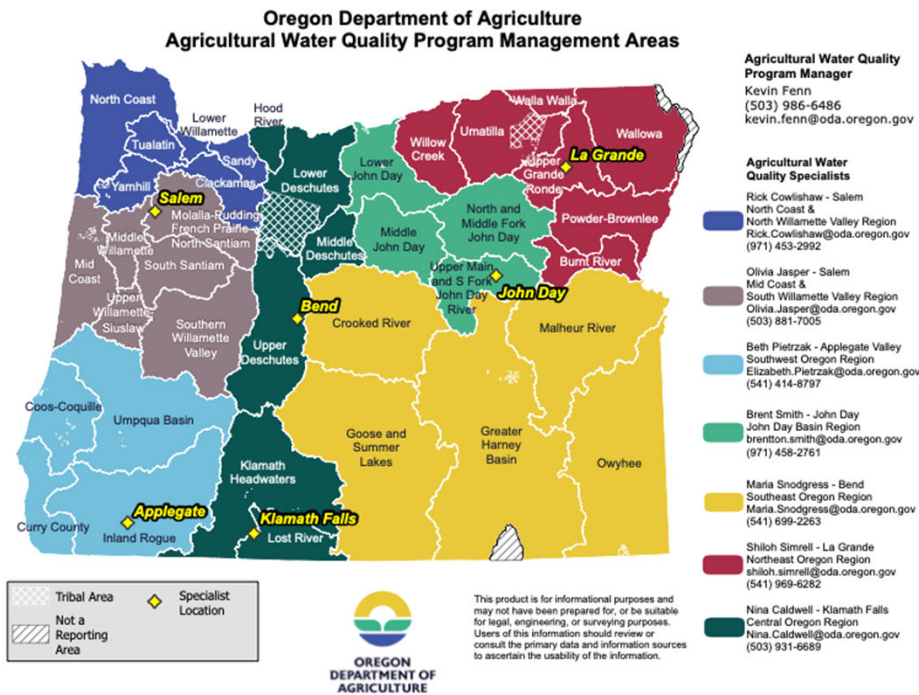 Oregon Department of Agriculture
Agricultural Water Quality Program Management Areas
Agricultural Water Quality
Program Manager
Kevin Fenn
(503) 986-6486
kevin.fenn@oda.oregon.gov
North Coast
Lower
Willamette
Hood
River
Tualatin
Sandy
Yamhill
Clackamas
Lower
Deschutes
Lower
John Day
Willow
Creek
Umatilla
Walla Walla
Wallowa
Upper
Grande
Ronde
La Grande
Powder-Brownlee
Burnt River
Salem
Molalla-Pudding
French Prairie
North Santiam
Middle
Willamette
South Santiam
Mid
Coast
Upper
Willamette
Siuslaw
Southern
Willamette
Valley
Middle
Deschutes
Middle
John Day
North and
Middle Fork
John Day
Upper Main
and S Fork
John Day
River
John Day
Bend
Upper
Deschutes
Crooked River
Malheur River
Coos-Coquille
Umpqua Basin
Goose and
Summer
Lakes
Greater
Harney
Basin
Owyhee
Klamath
Headwaters
Applegate
Curry County
Inland Rogue
Klamath Falls
Lost River
Agricultural Water
Quality Specialists
Rick Cowlishaw - Salem
North Coast &
North Willamette Valley Region
Rick.Cowlishaw@oda.oregon.gov
(971) 453-2992
Olivia Jasper - Salem
Mid Coast &
South Willamette Valley Region
Olivia.Jasper@oda.oregon.gov
(503) 881-7005
Beth Pietrzak - Applegate Valley
Southwest Oregon Region
Elizabeth.Pietrzak@oda.oregon.gov
(541) 414-8797
Brent Smith - John Day
John Day Basin Region
brentton.smith@oda.oregon.gov
(971) 458-2761
Maria Snodgress - Bend
Southeast Oregon Region
Maria.Snodgress@oda.oregon.gov
(541) 699-2263
Shiloh Simrell - La Grande
Northeast Oregon Region
shiloh.simrell@oda.oregon.gov
(541) 969-6282
Nina Caldwell - Klamath Falls
Central Oregon Region
Nina.Caldwell@oda.oregon.gov
(503) 931-6689
Tribal Area
Not a
Reporting
Area
Specialist
Location
OREGON
DEPARTMENT OF
AGRICULTURE
This product is for informational purposes and
may not have been prepared for, or be suitable
for legal, engineering, or surveying purposes.
Users of this information should review or
consult the primary data and information sources
to ascertain the usability of the information.